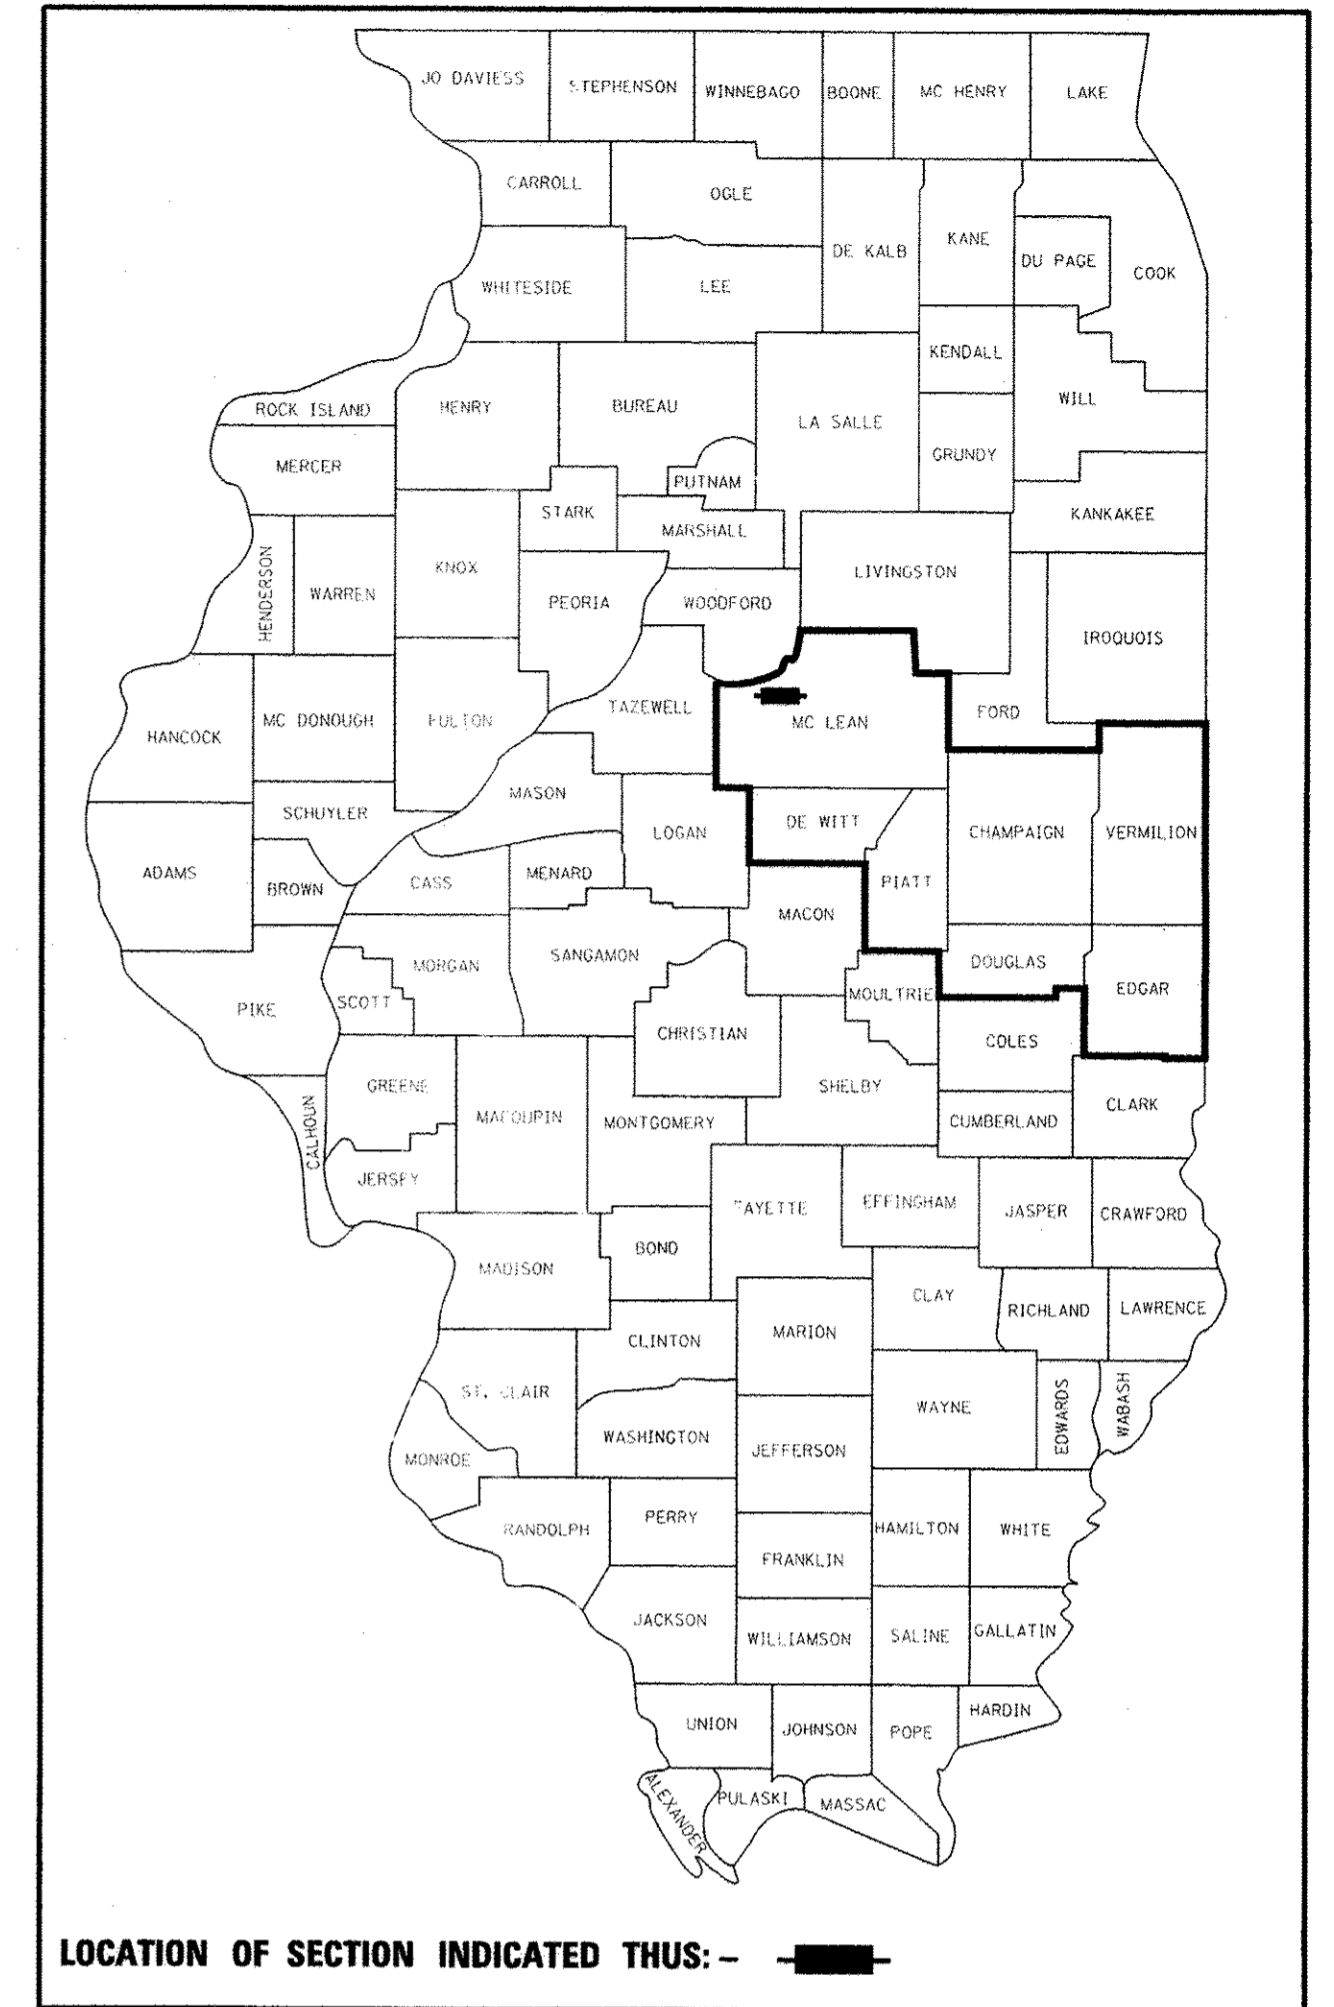 JO DAVIESS
STEPHENSON
WINNEBAGO
BOONE
MC HENRY
LAKE
CARROLL
OGLE
DE KALB
KANE
DU PAGE
COOK
WHITESIDE
LEE
KENDALL
WILL
ROCK ISLAND
HENRY
BUREAU
LA SALLE
GRUNDY
MERCER
PUTNAM
STARK
MARSHALL
KANKAKEE
HENDERSON
WARREN
KNOX
PEORIA
WOODFORD
LIVINGSTON
IROQUOIS
HANCOCK
MC DONOUGH
FULTON
TAZEWELL
MC LEAN
FORD
MASON
SCHUYLER
LOGAN
DE WITT
CHAMPAIGN
VERMILION
ADAMS
BROWN
CASS
MENARD
PIATT
MACON
MORGAN
SANGAMON
DOUGLAS
EDGAR
PIKE
SCOTT
MOULTRIE
CHRISTIAN
COLES
GREENE
SHELBY
CLARK
CALHOUN
MACOUPIN
MONTGOMERY
CUMBERLAND
JERSEY
FAYETTE
EFFINGHAM
JASPER
CRAWFORD
BOND
MADISON
CLAY
RICHLAND
LAWRENCE
CLINTON
MARION
ST. CLAIR
WAYNE
EDWARDS
WABASH
WASHINGTON
JEFFERSON
MONROE
RANDOLPH
PERRY
HAMILTON
WHITE
FRANKLIN
JACKSON
WILLIAMSON
SALINE
GALLATIN
UNION
JOHNSON
POPE
HARDIN
ALEXANDER
PULASKI
MASSAC
LOCATION OF SECTION INDICATED THUS: –